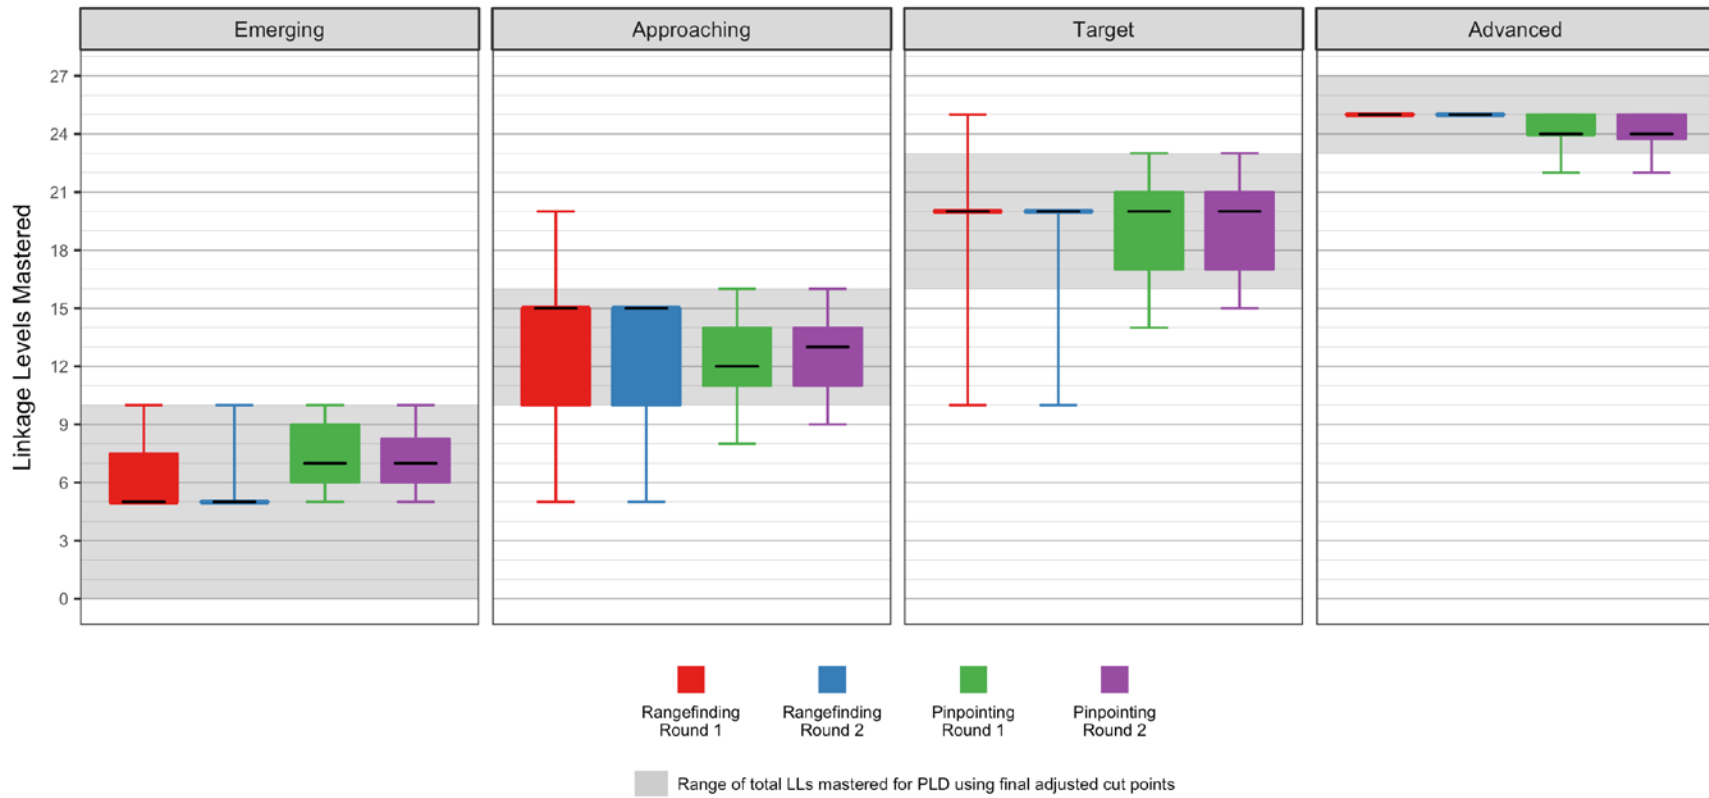 Emerging
Approaching
Target
Advanced
Linkage Levels Mastered
27
24
21
18
15
12
9
6
3
0
Rangefinding
Round 1
Rangefinding
Round 2
Pinpointing
Round 1
Pinpointing
Round 2
Range of total LLs mastered for PLD using final adjusted cut points